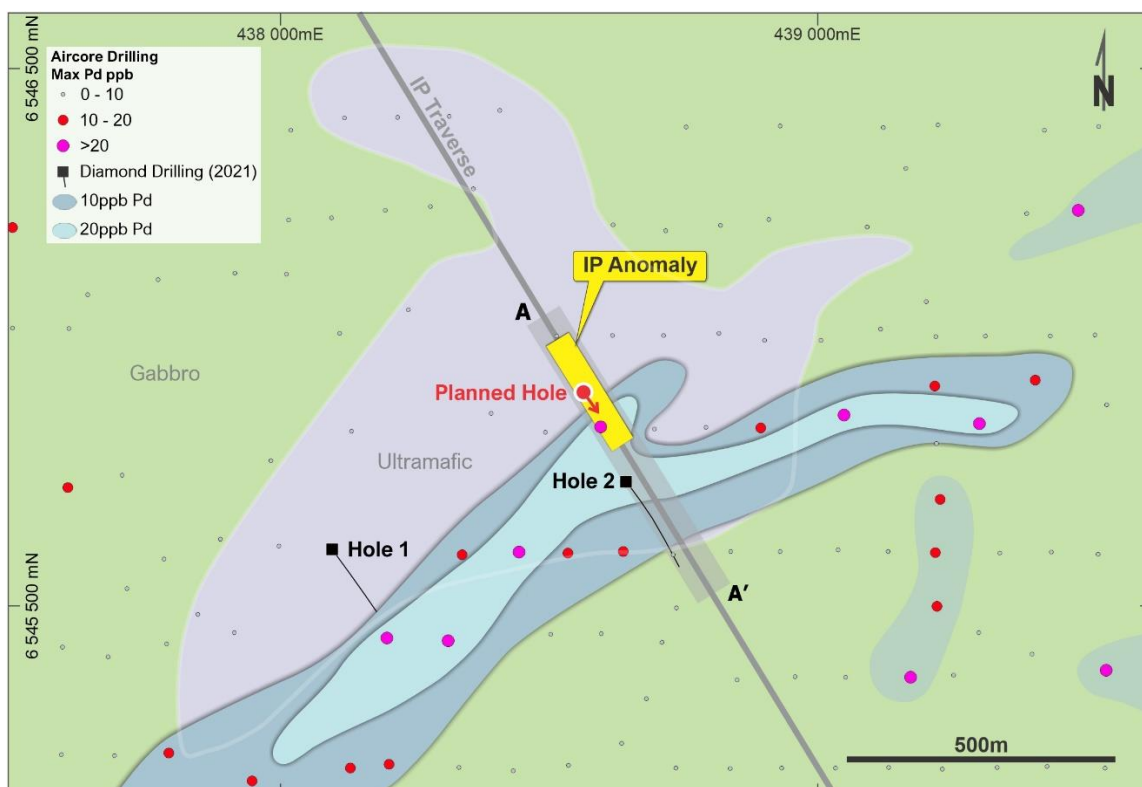 438 000mE
439 000mE
6 546 500 mN
6 545 500 mN
Aircore Drilling
Max Pd ppb
0 - 10
10 - 20
>20
Diamond Drilling (2021)
10ppb Pd
20ppb Pd
IP Traverse
N
IP Anomaly
A
Gabbro
Planned Hole
Ultramafic
Hole 2
Hole 1
A'
500m